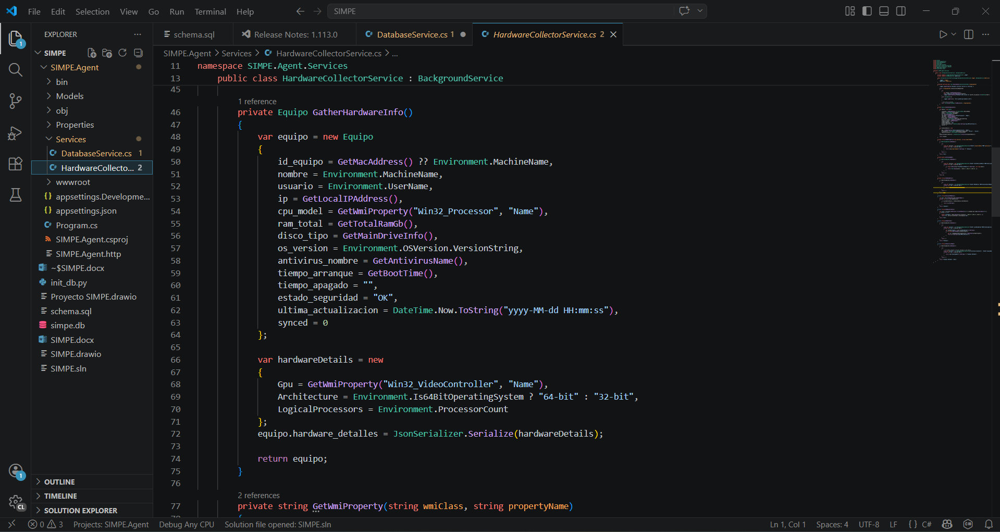 File Edit Selection View Go Run Terminal Help
SIMPE
EXPLORER
schema.sql
Release Notes: 1.113.0
DatabaseService.cs 1
HardwareCollectorService.cs 2
SIMPE
SIMPE.Agent
bin
Models
obj
Properties
Services
DatabaseService.cs 1
HardwareCollecto... 2
wwwroot
appsettings.Developme...
appsettings.json
Program.cs
SIMPE.Agent.csproj
SIMPE.Agent.http
~$SIMPE.docx
init_db.py
Proyecto SIMPE.drawio
schema.sql
simpe.db
SIMPE.docx
SIMPE.drawio
SIMPE.sln
OUTLINE
TIMELINE
SOLUTION EXPLORER
1
1
CL
SIMPE.Agent > Services > HardwareCollectorService.cs > ...
11 namespace SIMPE.Agent.Services
13 public class HardwareCollectorService : BackgroundService
45
1 reference
46 private Equipo GatherHardwareInfo()
47 {
48 var equipo = new Equipo
49 {
50 id_equipo = GetMacAddress() ?? Environment.MachineName,
51 nombre = Environment.MachineName,
52 usuario = Environment.UserName,
53 ip = GetLocalIPAddress(),
54 cpu_model = GetWmiProperty("Win32_Processor", "Name"),
55 ram_total = GetTotalRamGb(),
56 disco_tipo = GetMainDriveInfo(),
57 os_version = Environment.OSVersion.VersionString,
58 antivirus_nombre = GetAntivirusName(),
59 tiempo_arranque = GetBootTime(),
60 tiempo_apagado = "",
61 estado_seguridad = "OK",
62 ultima_actualizacion = DateTime.Now.ToString("yyyy-MM-dd HH:mm:ss"),
63 synced = 0
64 };
65
66 var hardwareDetails = new
67 {
68 Gpu = GetWmiProperty("Win32_VideoController", "Name"),
69 Architecture = Environment.Is64BitOperatingSystem ? "64-bit" : "32-bit",
70 LogicalProcessors = Environment.ProcessorCount
71 };
72 equipo.hardware_detalles = JsonSerializer.Serialize(hardwareDetails);
73
74 return equipo;
75 }
76
2 references
77 private string GetWmiProperty(string wmiClass, string propertyName)
0 3 Projects: SIMPE.Agent Debug Any CPU Solution file opened: SIMPE.sln Ln 1, Col 1 Spaces: 4 UTF-8 LF {} C#